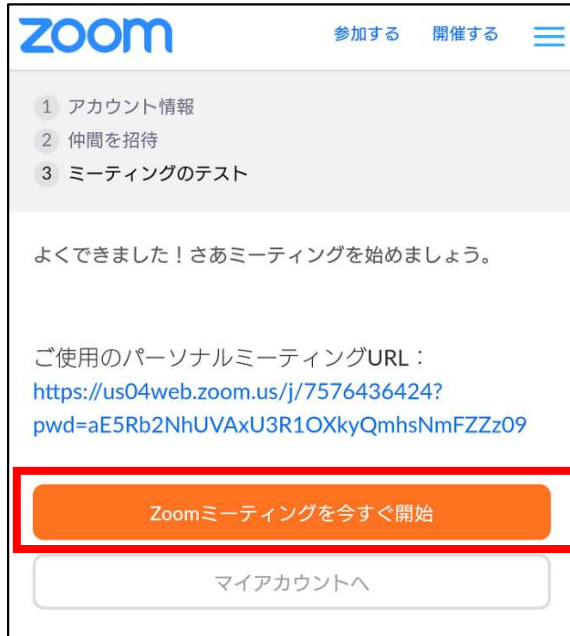 zoom 参加する 開催する
1 アカウント情報
2 仲間を招待
3 ミーティングのテスト
よくできました！さあミーティングを始めましょう。
ご使用のパーソナルミーティングURL：
https://us04web.zoom.us/j/7576436424?
pwd=aE5Rb2NhUVAxU3R1OXkyQmhsNmFZZz09
Zoomミーティングを今すぐ開始
マイアカウントへ